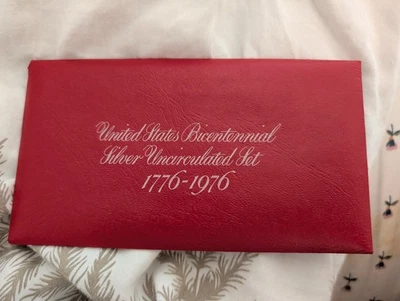 United States Bicentennial
Silver Uncirculated Set
1776-1976